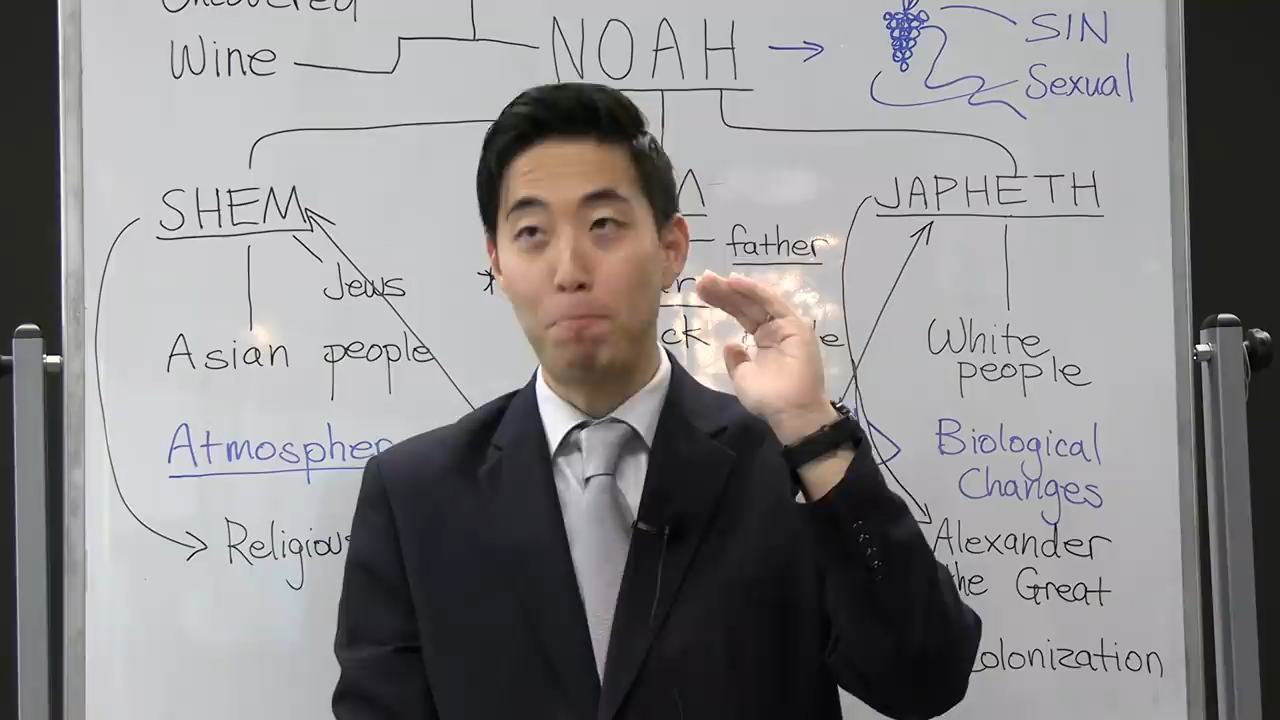 Uncovered
Wine
NOAH
SIN
Sexual
SHEM
JAPHETH
father
Jews
Asian people
White
people
Atmospher
Biological
Changes
Religious
Alexander
the Great
Colonization